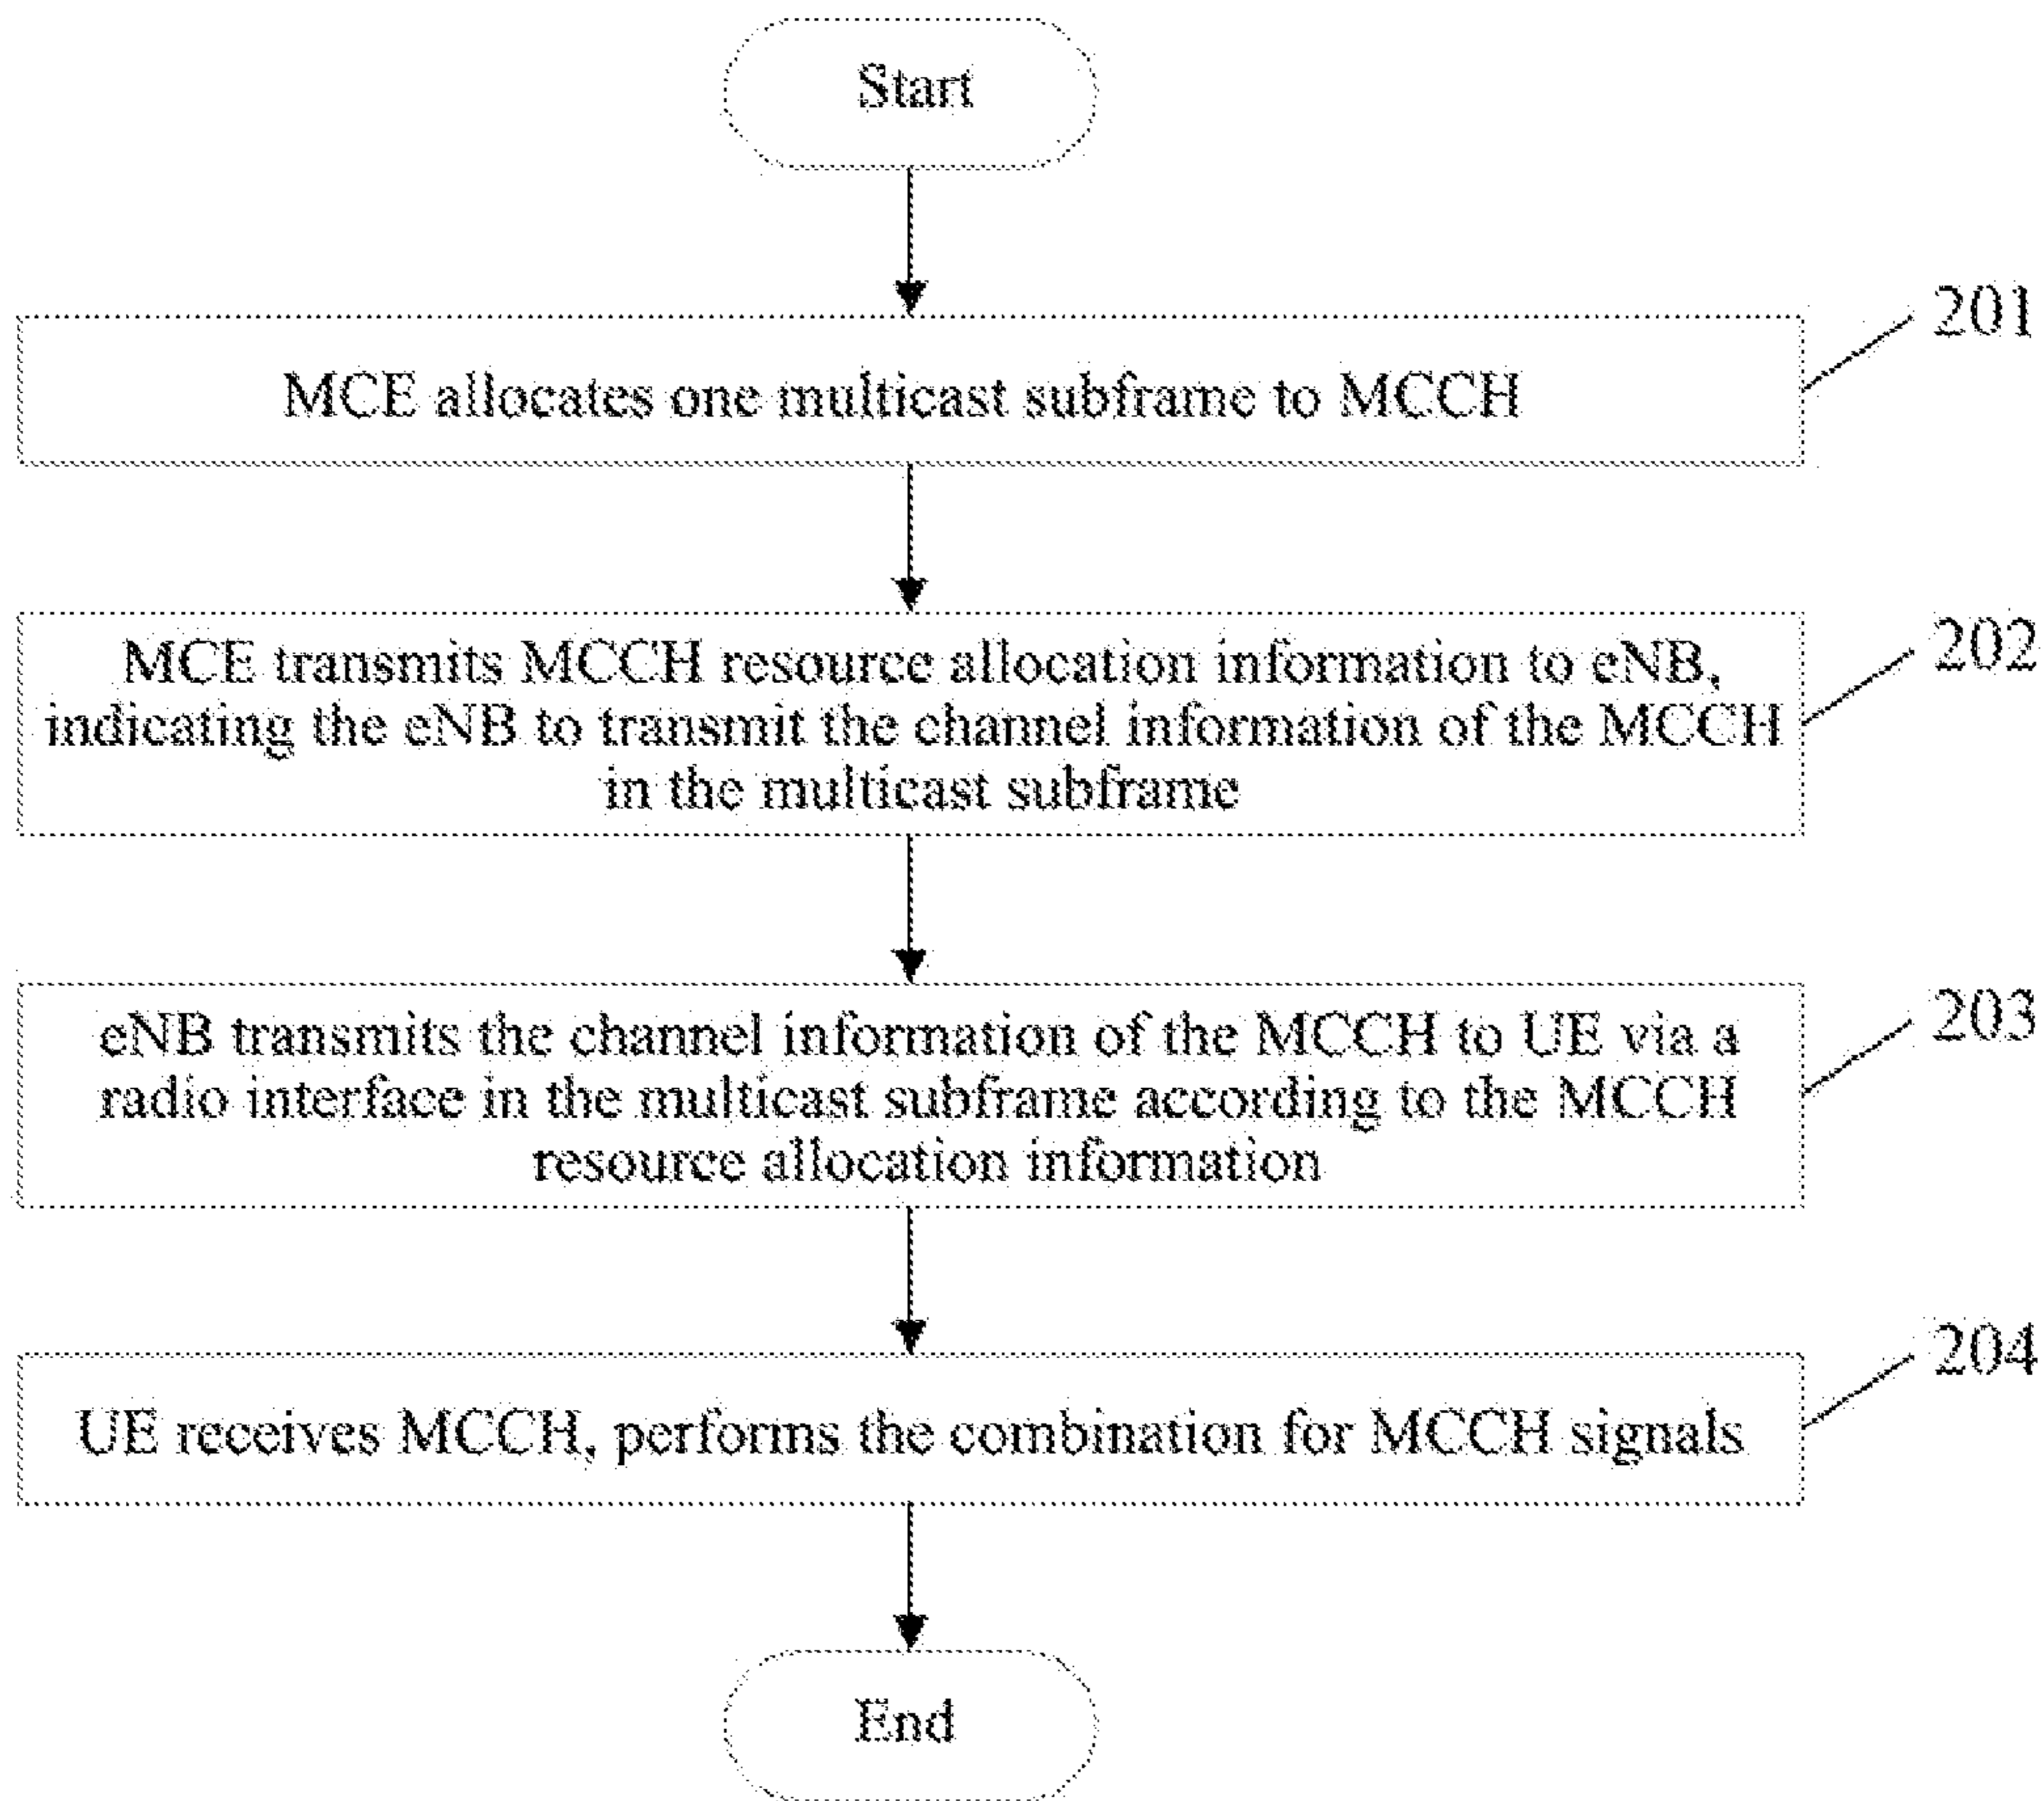 Start
201
MCE allocates one multicast subframe to MCCH
202
MCE transmits MCCH resource allocation information to eNB,
indicating the eNB to transmit the channel information of the MCCH
in the multicast subframe
203
eNB transmits the channel information of the MCCH to UE via a
radio interface in the multicast subframe according to the MCCH
resource allocation information
204
UE receives MCCH, performs the combination for MCCH signals
End